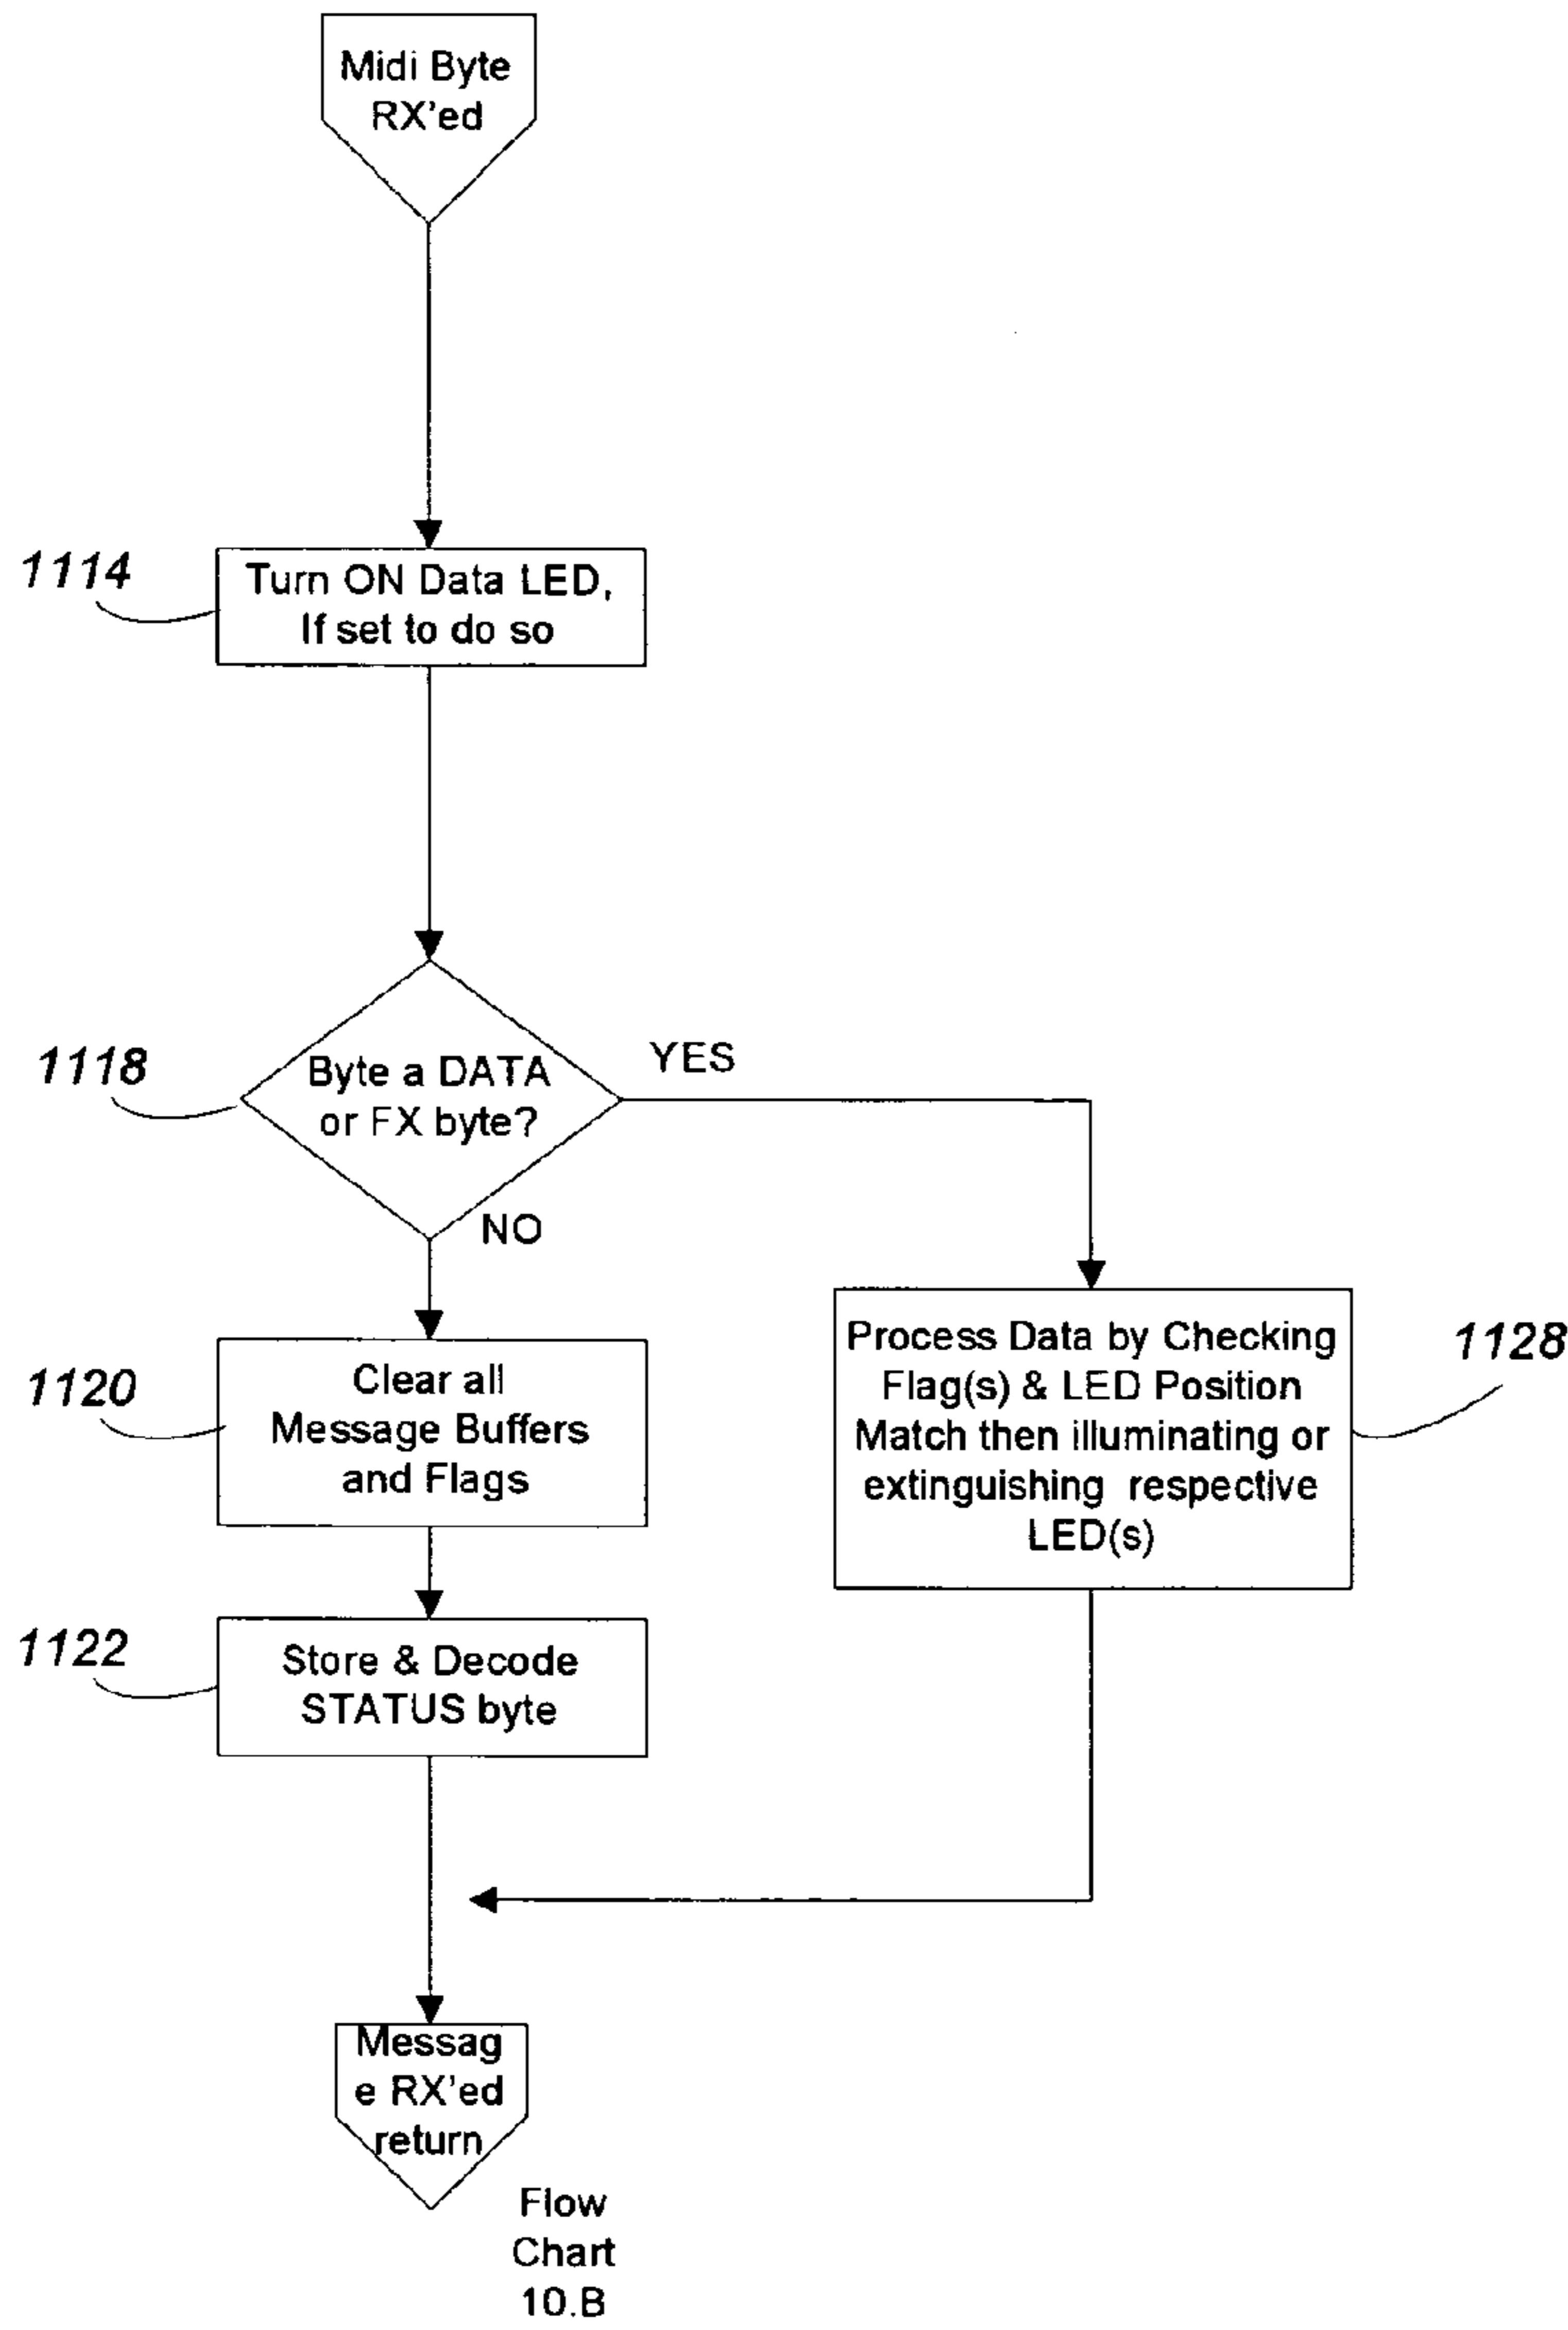 Midi Byte
RX'ed
1114
Turn ON Data LED,
If set to do so
1118
Byte a DATA
or FX byte?
YES
NO
1120
Clear all
Message Buffers
and Flags
Process Data by Checking
Flag(s) & LED Position
Match then illuminating or
extinguishing respective
LED(s)
1128
1122
Store & Decode
STATUS byte
Messag
e RX'ed
return
Flow
Chart
10.B